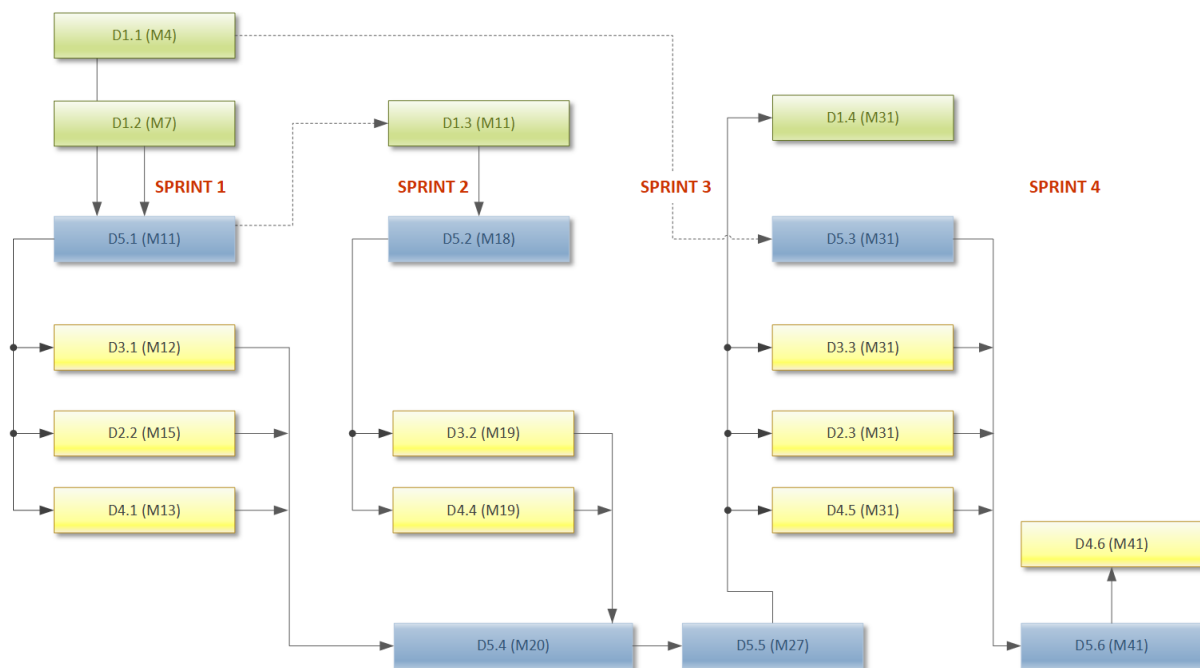 D1.1 (M4)
D1.2 (M7)
D1.3 (M11)
D1.4 (M31)
SPRINT 1
SPRINT 2
SPRINT 3
SPRINT 4
D5.1 (M11)
D5.2 (M18)
D5.3 (M31)
D3.1 (M12)
D3.3 (M31)
D2.2 (M15)
D3.2 (M19)
D2.3 (M31)
D4.1 (M13)
D4.4 (M19)
D4.5 (M31)
D4.6 (M41)
D5.4 (M20)
D5.5 (M27)
D5.6 (M41)